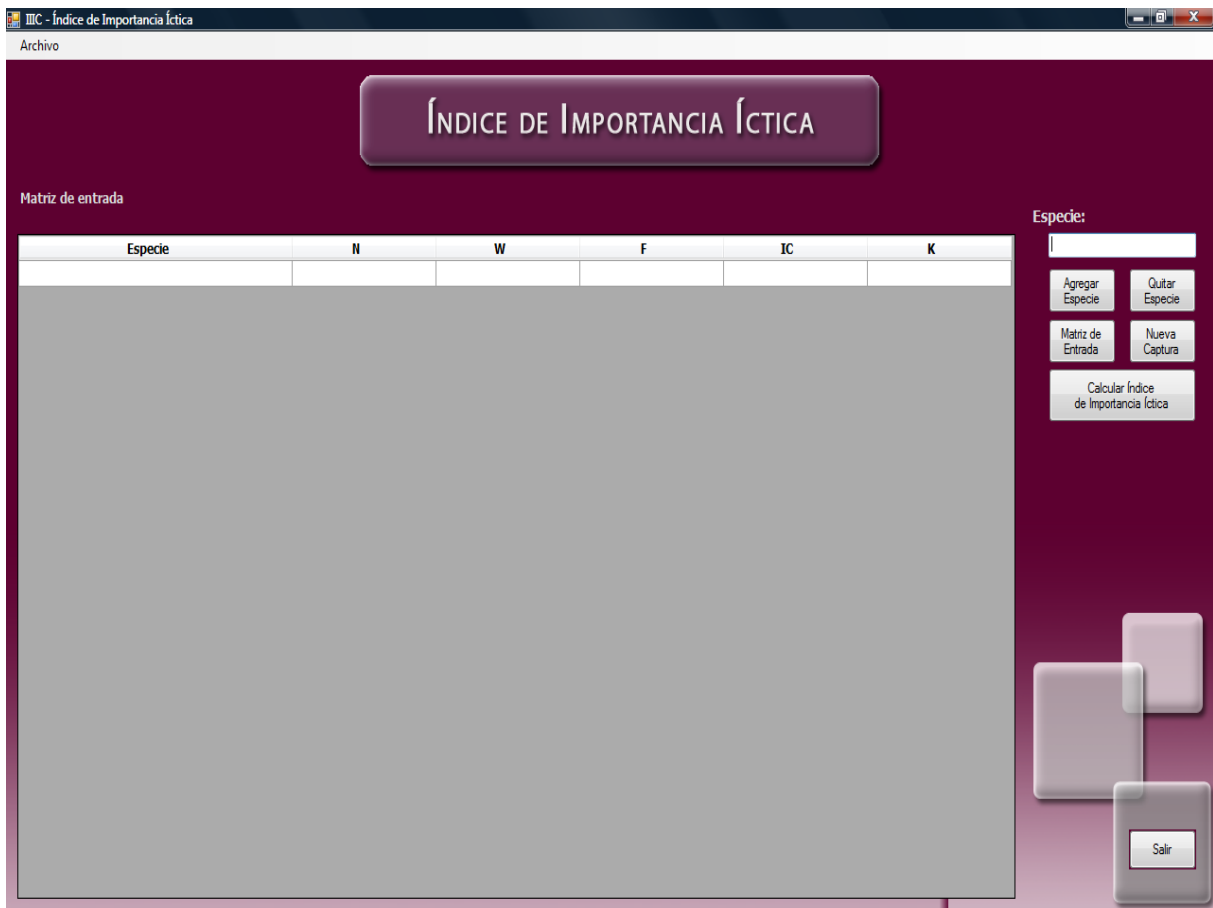 IIC - Índice de Importancia Íctica
Archivo
ÍNDICE DE IMPORTANCIA ÍCTICA
Matriz de entrada
Especie:
Especie N W F IC K
Agregar Especie
Quitar Especie
Matriz de Entrada
Nueva Captura
Calcular Índice
de Importancia Íctica
Salir